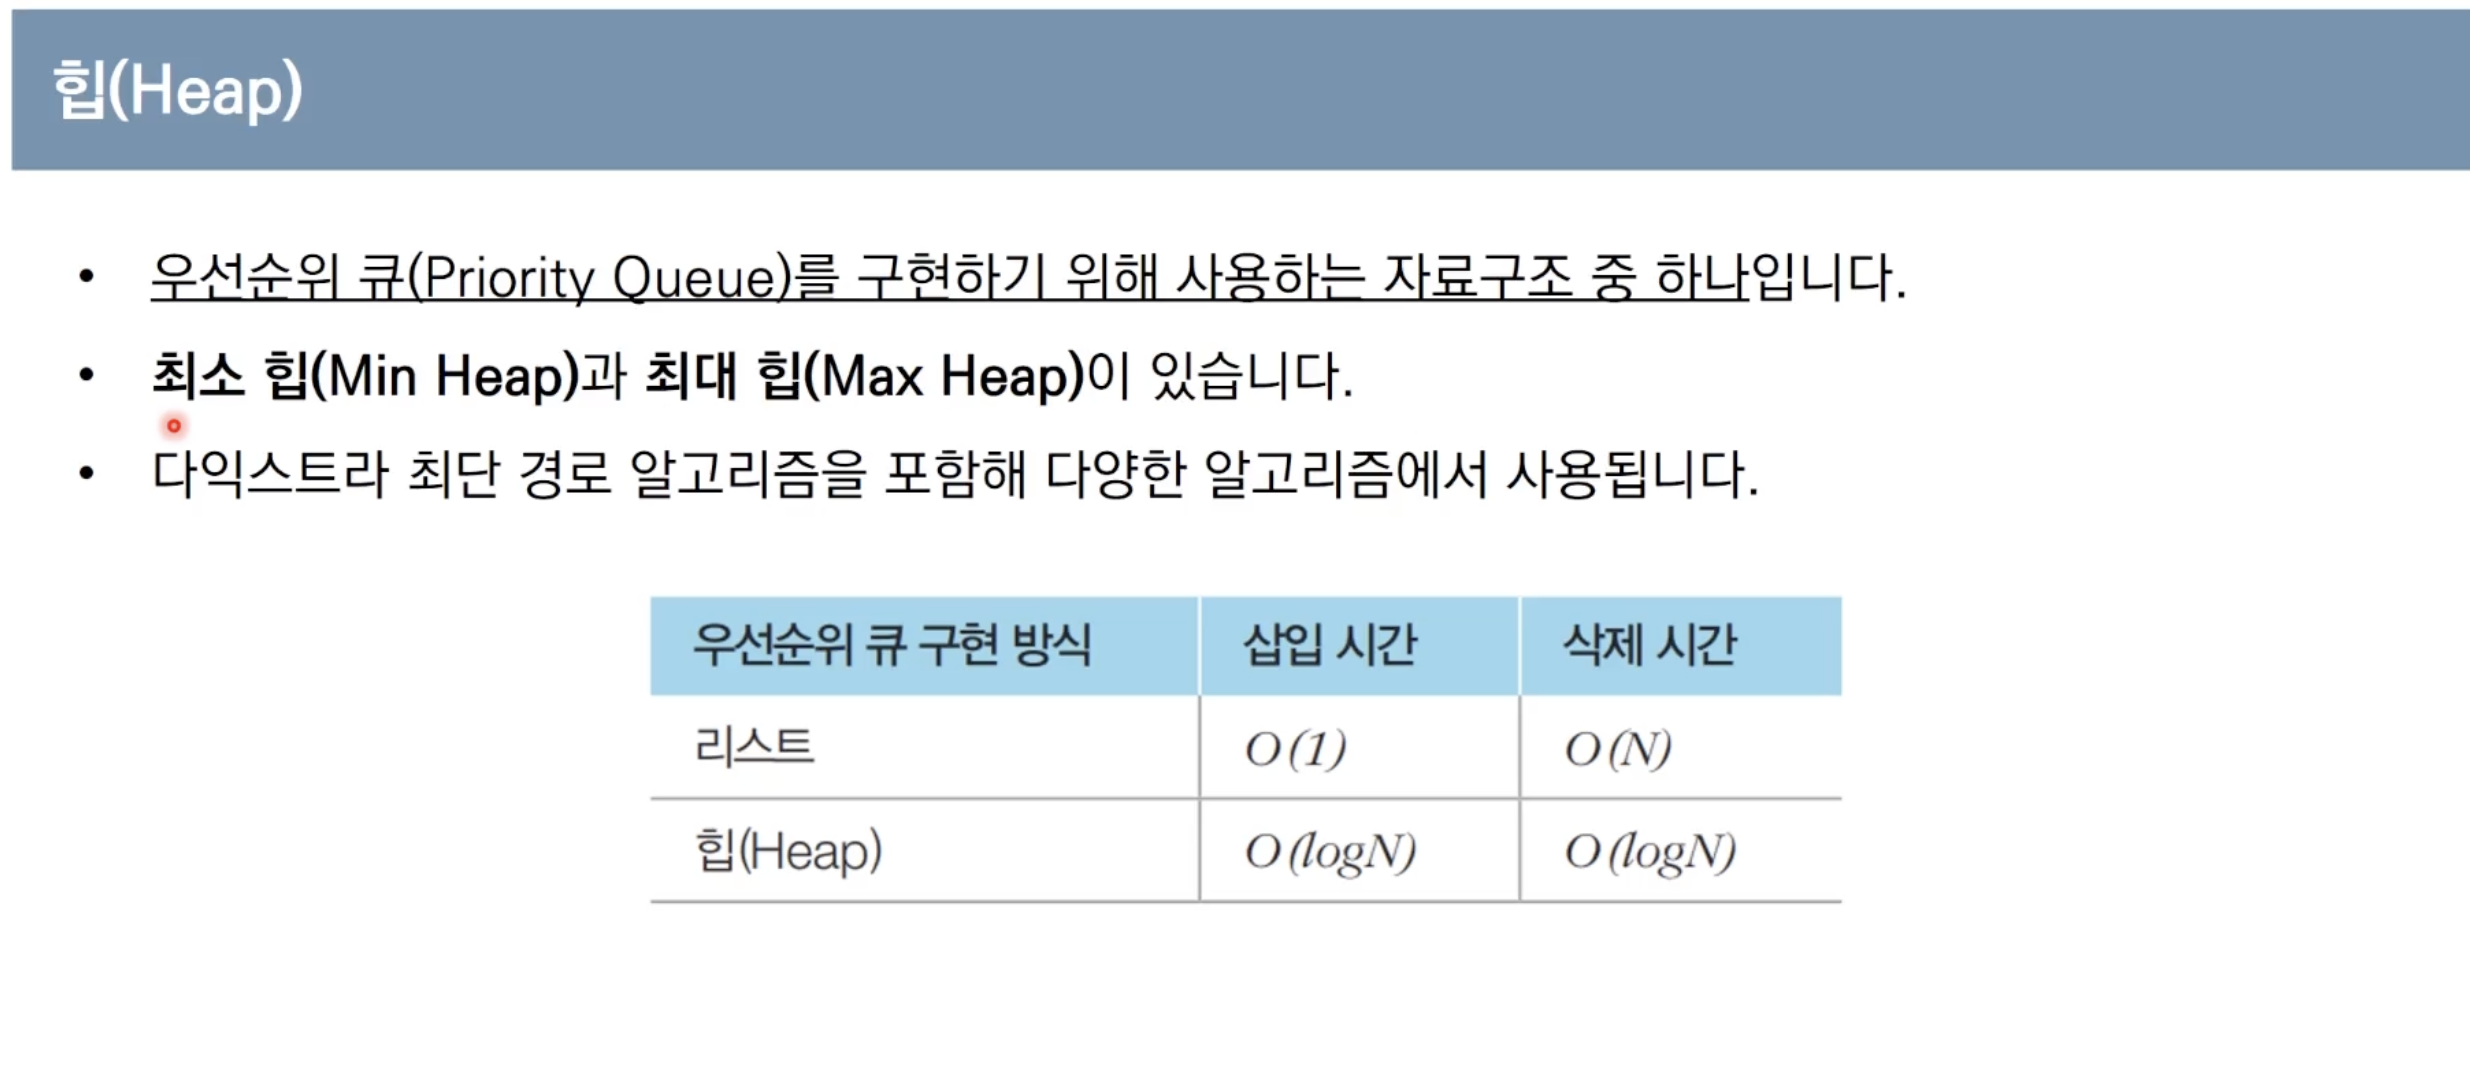 힙(Heap)
• 우선순위 큐(Priority Queue)를 구현하기 위해 사용하는 자료구조 중 하나입니다.
• 최소 힙(Min Heap)과 최대 힙(Max Heap)이 있습니다.
• 다익스트라 최단 경로 알고리즘을 포함해 다양한 알고리즘에서 사용됩니다.
우선순위 큐 구현 방식 삽입 시간 삭제 시간
리스트 O(1) O(N)
힙(Heap) O(logN) O(logN)